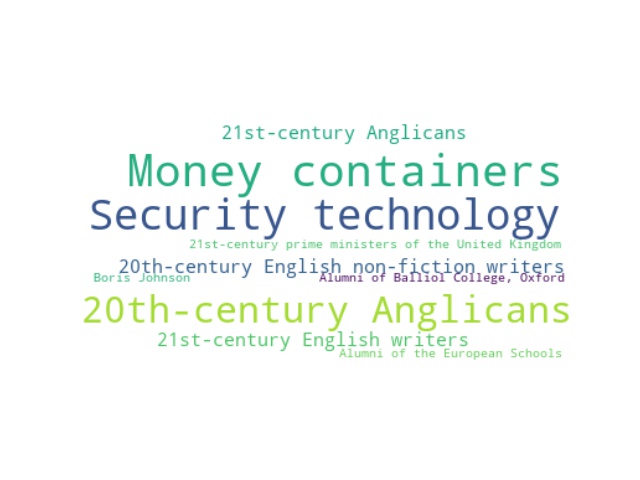 21st-century Anglicans
Money containers
Security technology
21st-century prime ministers of the United Kingdom
20th-century English non-fiction writers
Boris Johnson
Alumni of Balliol College, Oxford
20th-century Anglicans
21st-century English writers
Alumni of the European Schools